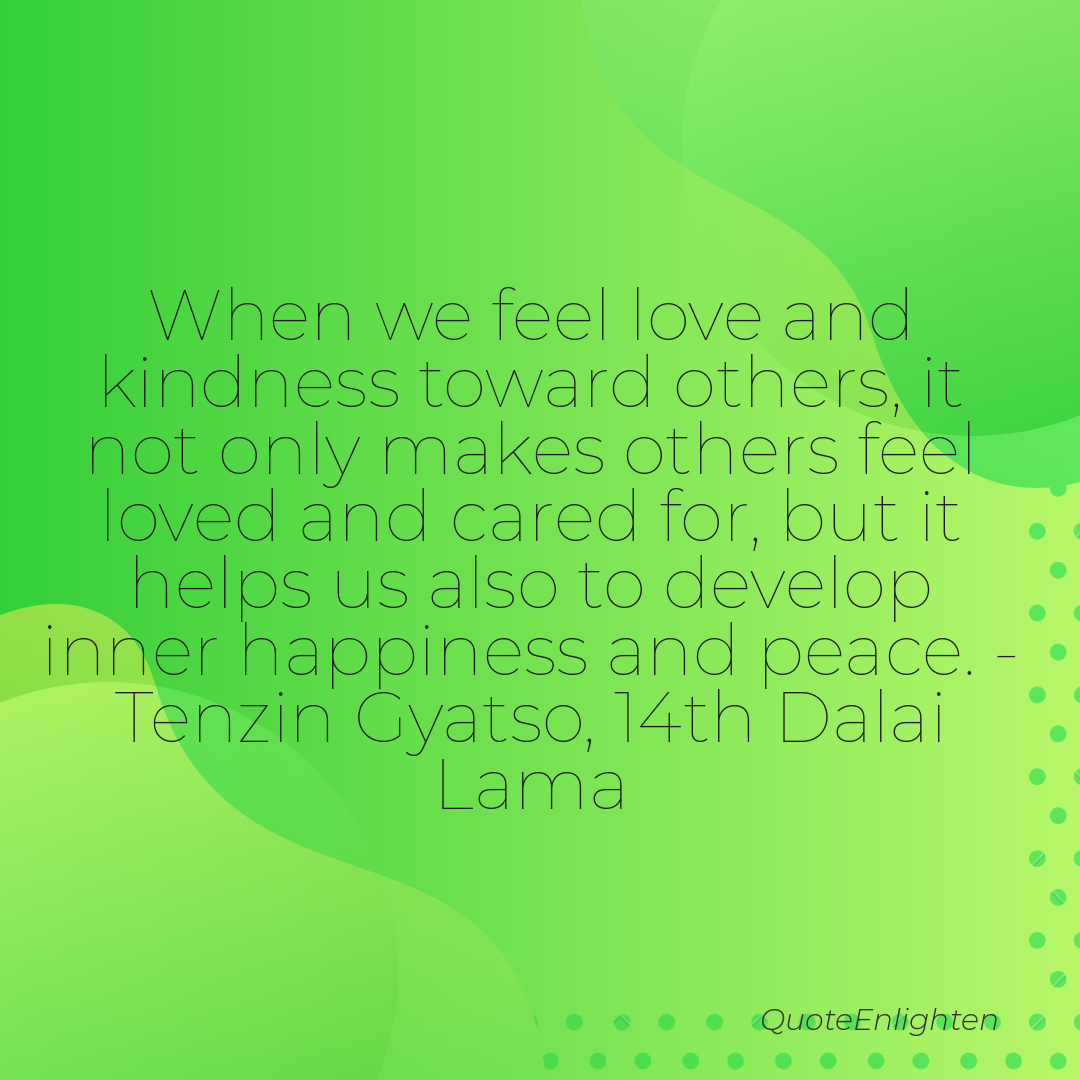 When we feel love and
kindness toward others, it
not only makes others feel
loved and cared for, but it
helps us also to develop
inner happiness and peace. -
Tenzin Gyatso, 14th Dalai
Lama
QuoteEnlighten